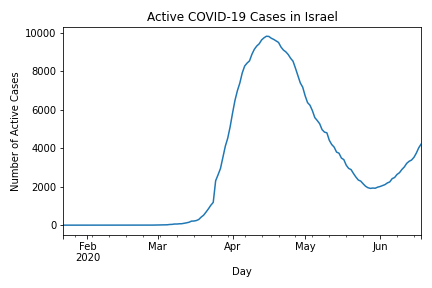 Active COVID-19 Cases in Israel
Number of Active Cases
10000
8000
6000
4000
2000
0
Feb
2020
Mar
Apr
May
Jun
Day